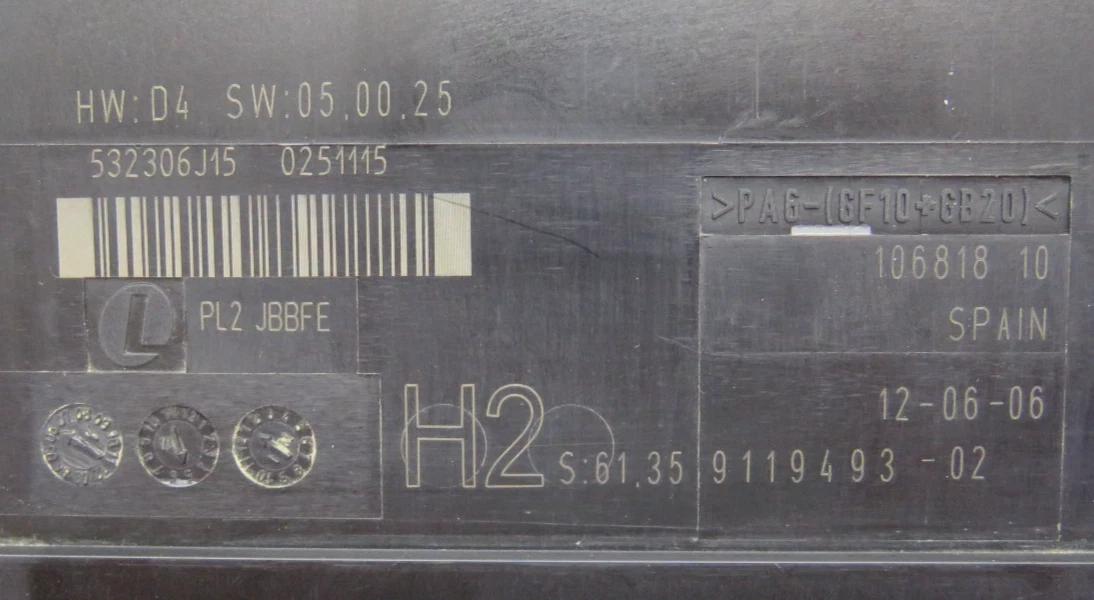 HW:D4 SW:05.00.25
532306J15 0251115
>PA6-(GF10+GB20)<
106818 10
L PL2 JBBFE
SPAIN
12-06-06
H2 S:61.35 9119493-02